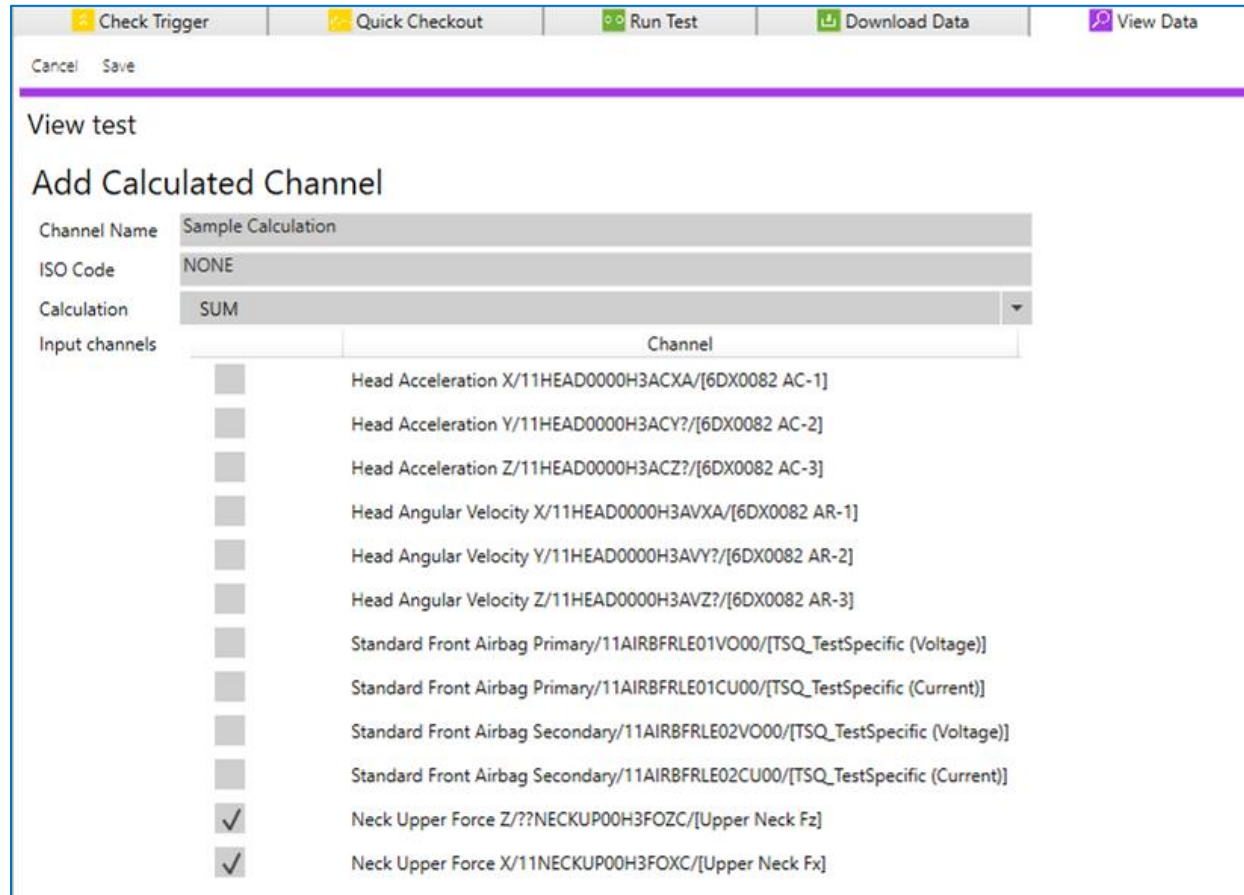 Check Trigger Quick Checkout Run Test Download Data View Data
Cancel Save
View test
Add Calculated Channel
Channel Name Sample Calculation
ISO Code NONE
Calculation SUM
Input channels Channel
Head Acceleration X/11HEAD0000H3ACXA/[6DX0082 AC-1]
Head Acceleration Y/11HEAD0000H3ACY?/[6DX0082 AC-2]
Head Acceleration Z/11HEAD0000H3ACZ?/[6DX0082 AC-3]
Head Angular Velocity X/11HEAD0000H3AVXA/[6DX0082 AR-1]
Head Angular Velocity Y/11HEAD0000H3AVY?/[6DX0082 AR-2]
Head Angular Velocity Z/11HEAD0000H3AVZ?/[6DX0082 AR-3]
Standard Front Airbag Primary/11AIRBFRLE01VO00/[TSQ_TestSpecific (Voltage)]
Standard Front Airbag Primary/11AIRBFRLE01CU00/[TSQ_TestSpecific (Current)]
Standard Front Airbag Secondary/11AIRBFRLE02VO00/[TSQ_TestSpecific (Voltage)]
Standard Front Airbag Secondary/11AIRBFRLE02CU00/[TSQ_TestSpecific (Current)]
Neck Upper Force Z/??NECKUP00H3FOZC/[Upper Neck Fz]
Neck Upper Force X/11NECKUP00H3FOXC/[Upper Neck Fx]